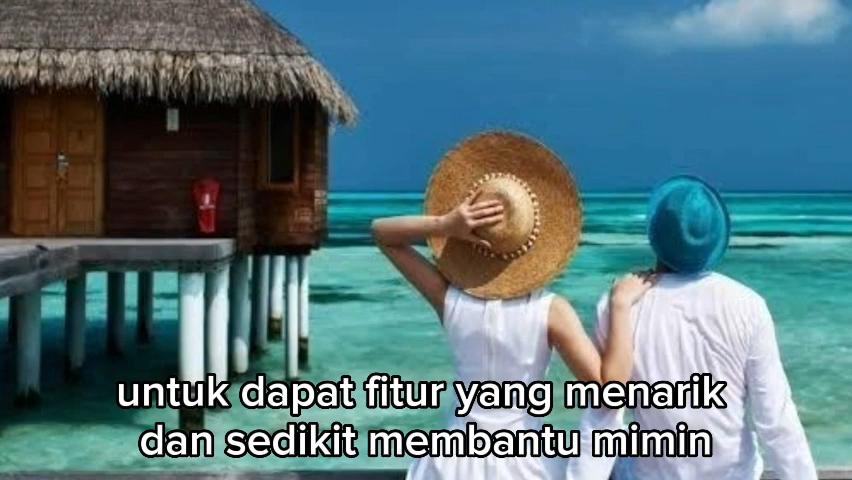 untuk dapat fitur yang menarik
dan sedikit membantu mimin